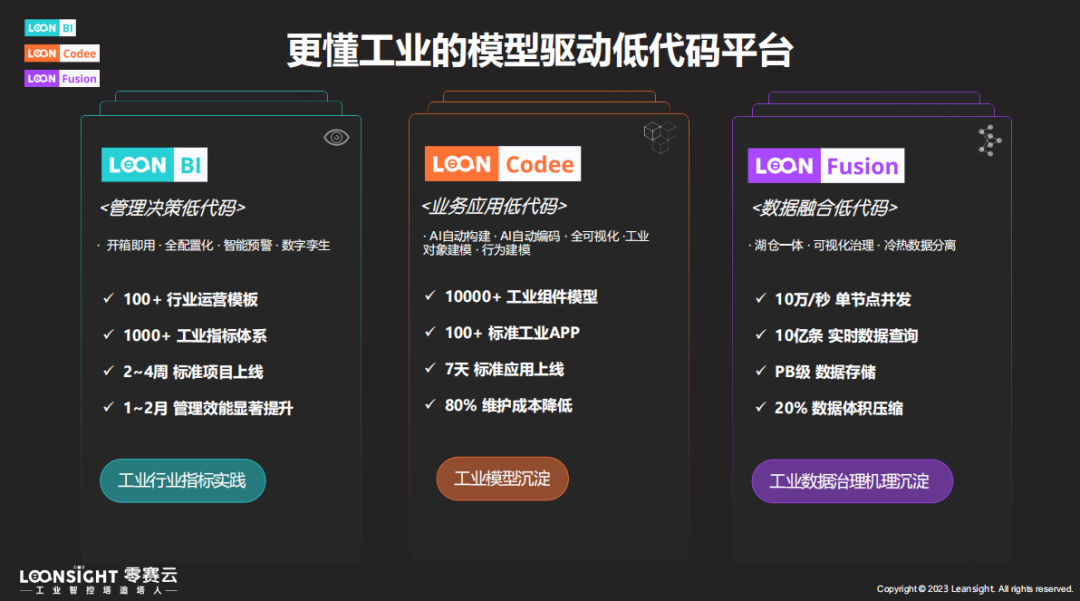 LEON BI
LEON Codee
LEON Fusion
更懂工业的模型驱动低代码平台
LEON BI
<管理决策低代码>
· 开箱即用 · 全配置化 · 智能预警 · 数字孪生
✓ 100+ 行业运营模板
✓ 1000+ 工业指标体系
✓ 2~4周 标准项目上线
✓ 1~2月 管理效能显著提升
工业行业指标实践
LEON Codee
<业务应用低代码>
· AI自动构建 · AI自动编码 · 全可视化 ·工业
对象建模 · 行为建模
✓ 10000+ 工业组件模型
✓ 100+ 标准工业APP
✓ 7天 标准应用上线
✓ 80% 维护成本降低
工业模型沉淀
LEON Fusion
<数据融合低代码>
· 湖仓一体 · 可视化治理 · 冷热数据分离
✓ 10万/秒 单节点并发
✓ 10亿条 实时数据查询
✓ PB级 数据存储
✓ 20% 数据体积压缩
工业数据治理机理沉淀
LEONSIGHT 零赛云
工业智控塔造塔人
Copyright © 2023 Leansight. All rights reserved.